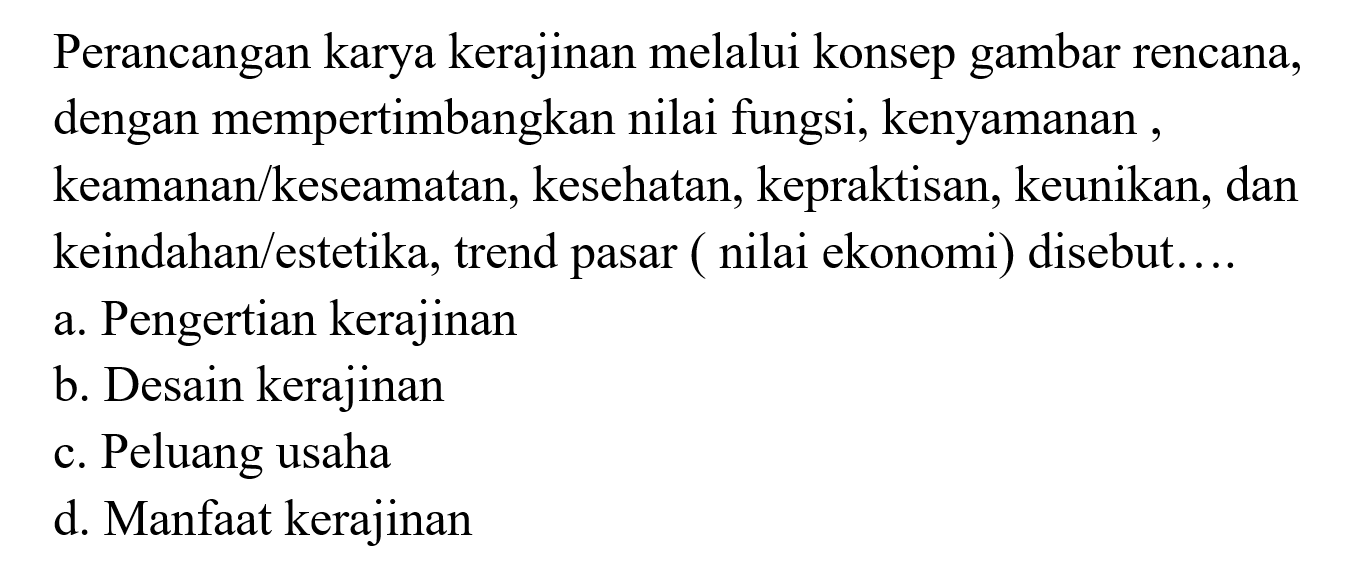 Perancangan karya kerajinan melalui konsep gambar rencana,
dengan mempertimbangkan nilai fungsi, kenyamanan ,
keamanan/keseamatan, kesehatan, kepraktisan, keunikan, dan
keindahan/estetika, trend pasar ( nilai ekonomi) disebut….
a. Pengertian kerajinan
b. Desain kerajinan
c. Peluang usaha
d. Manfaat kerajinan